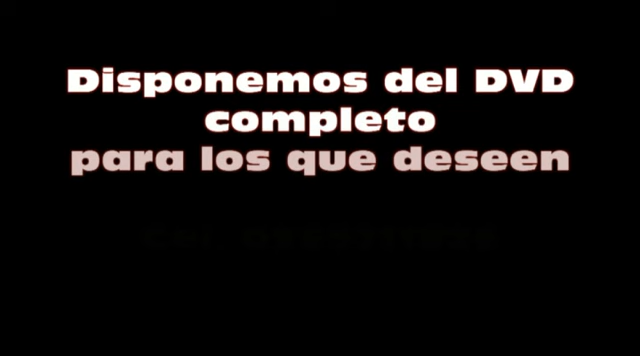 Disponemos del DVD
completo
para los que deseen